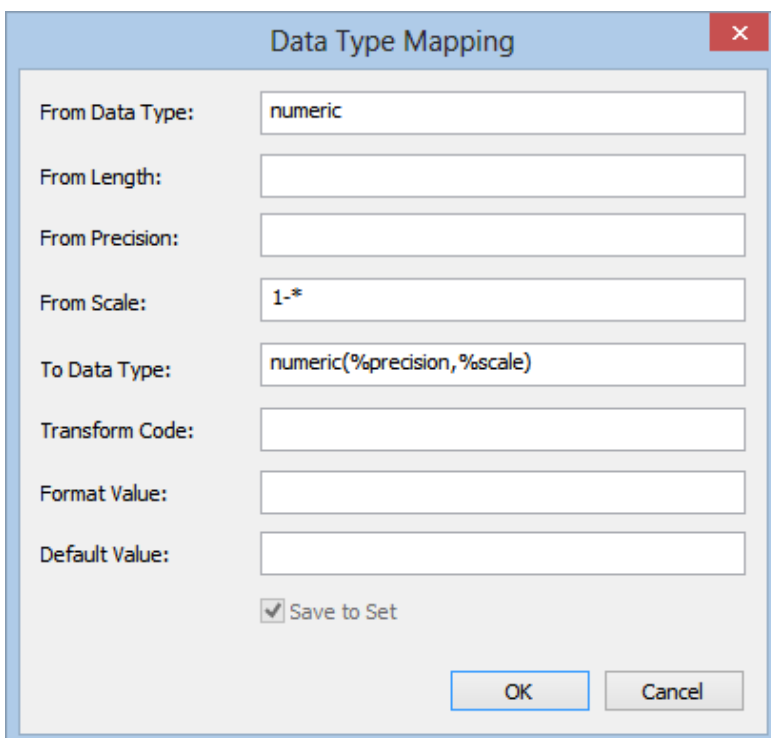 Data Type Mapping
From Data Type: numeric
From Length:
From Precision:
From Scale: 1-*
To Data Type: numeric(%precision,%scale)
Transform Code:
Format Value:
Default Value:
Save to Set
OK Cancel